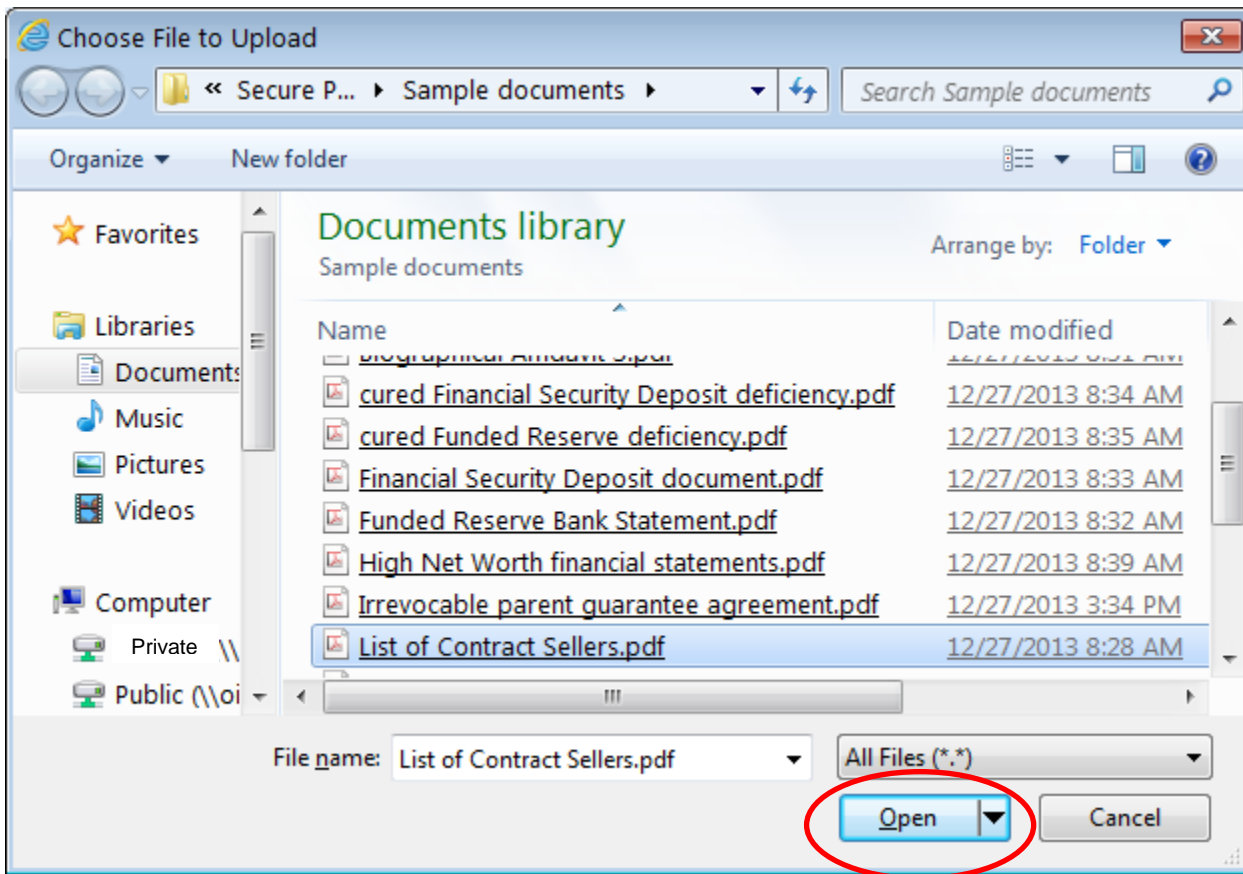 Choose File to Upload
« Secure P... Sample documents
Search Sample documents
Organize
New folder
Favorites
Libraries
Documents
Music
Pictures
Videos
Computer
Private \\
Public (\\oi
Documents library
Sample documents
Arrange by: Folder
Name Date modified
cured Financial Security Deposit deficiency.pdf 12/27/2013 8:34 AM
cured Funded Reserve deficiency.pdf 12/27/2013 8:35 AM
Financial Security Deposit document.pdf 12/27/2013 8:33 AM
Funded Reserve Bank Statement.pdf 12/27/2013 8:32 AM
High Net Worth financial statements.pdf 12/27/2013 8:39 AM
Irrevocable parent guarantee agreement.pdf 12/27/2013 3:34 PM
List of Contract Sellers.pdf 12/27/2013 8:28 AM
File name: List of Contract Sellers.pdf
All Files (*.*)
Open
Cancel